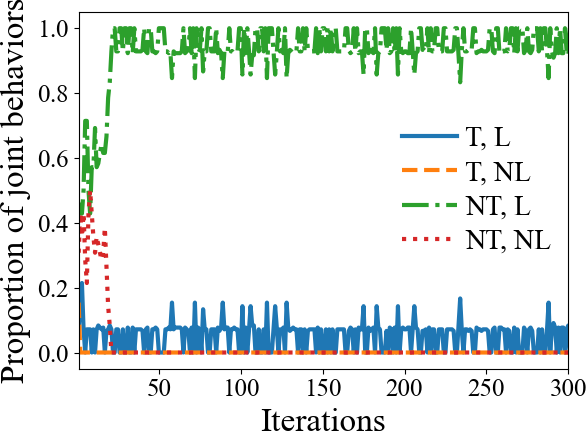 Proportion of joint behaviors
1.0
0.8
0.6
0.4
0.2
0.0
T, L
T, NL
NT, L
NT, NL
50
100
150
200
250
300
Iterations